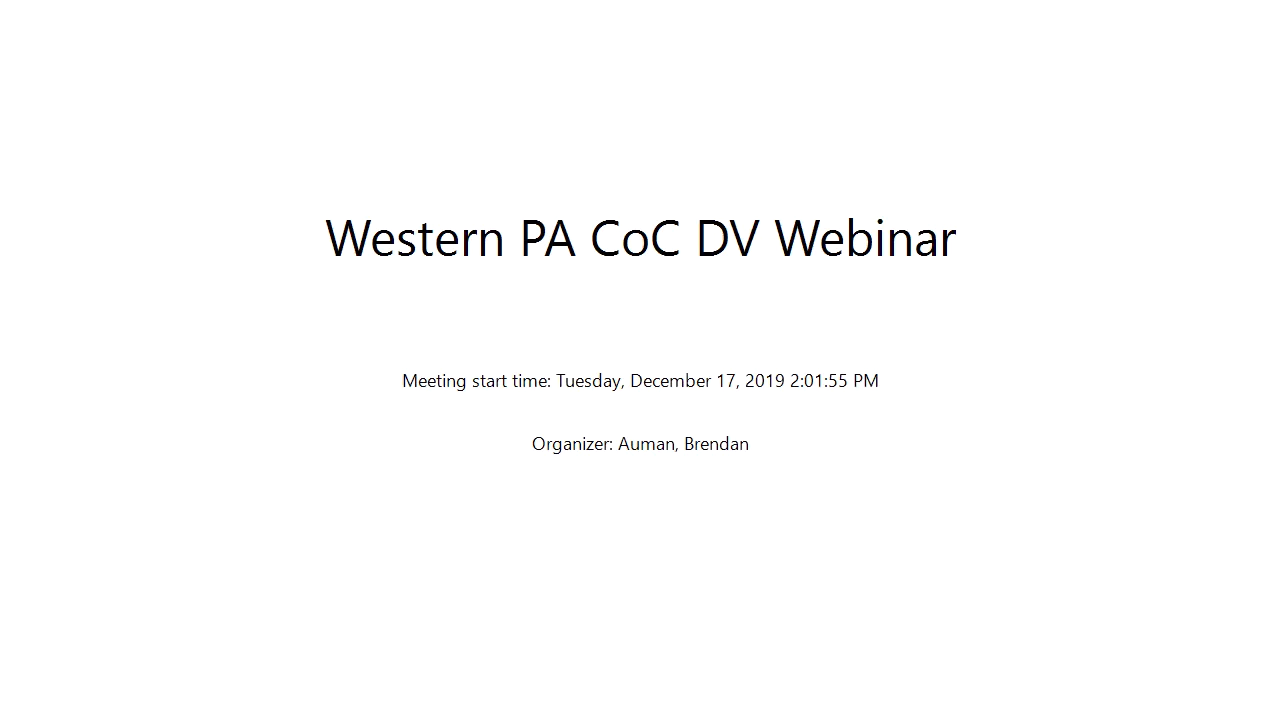 Western PA CoC DV Webinar
Meeting start time: Tuesday, December 17, 2019 2:01:55 PM
Organizer: Auman, Brendan